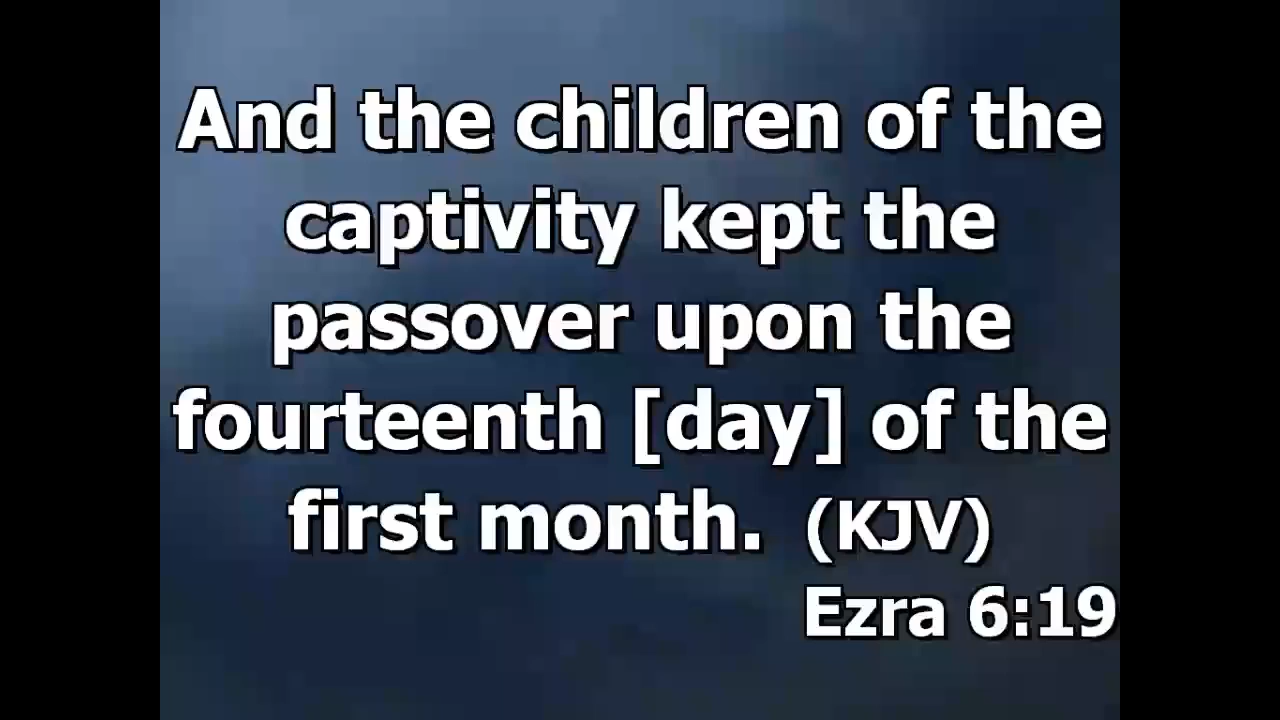 And the children of the
captivity kept the
passover upon the
fourteenth [day] of the
first month. (KJV)
Ezra 6:19